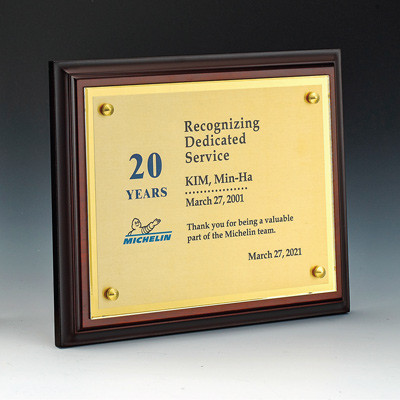 20
YEARS
MICHELIN
Recognizing
Dedicated
Service
KIM, Min-Ha
March 27, 2001
Thank you for being a valuable
part of the Michelin team.
March 27, 2021